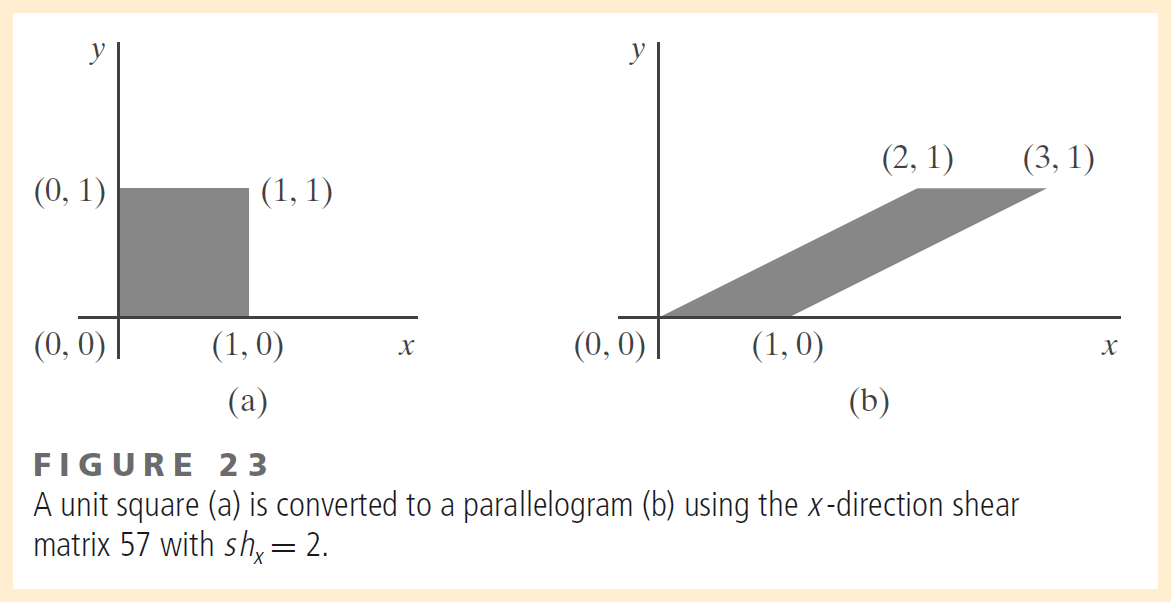 y
(0, 1)
(1, 1)
(0, 0)
(1, 0)
x
(a)
y
(2, 1)
(3, 1)
(0, 0)
(1, 0)
x
(b)
FIGURE 23
A unit square (a) is converted to a parallelogram (b) using the x-direction shear
matrix 57 with shₓ = 2.